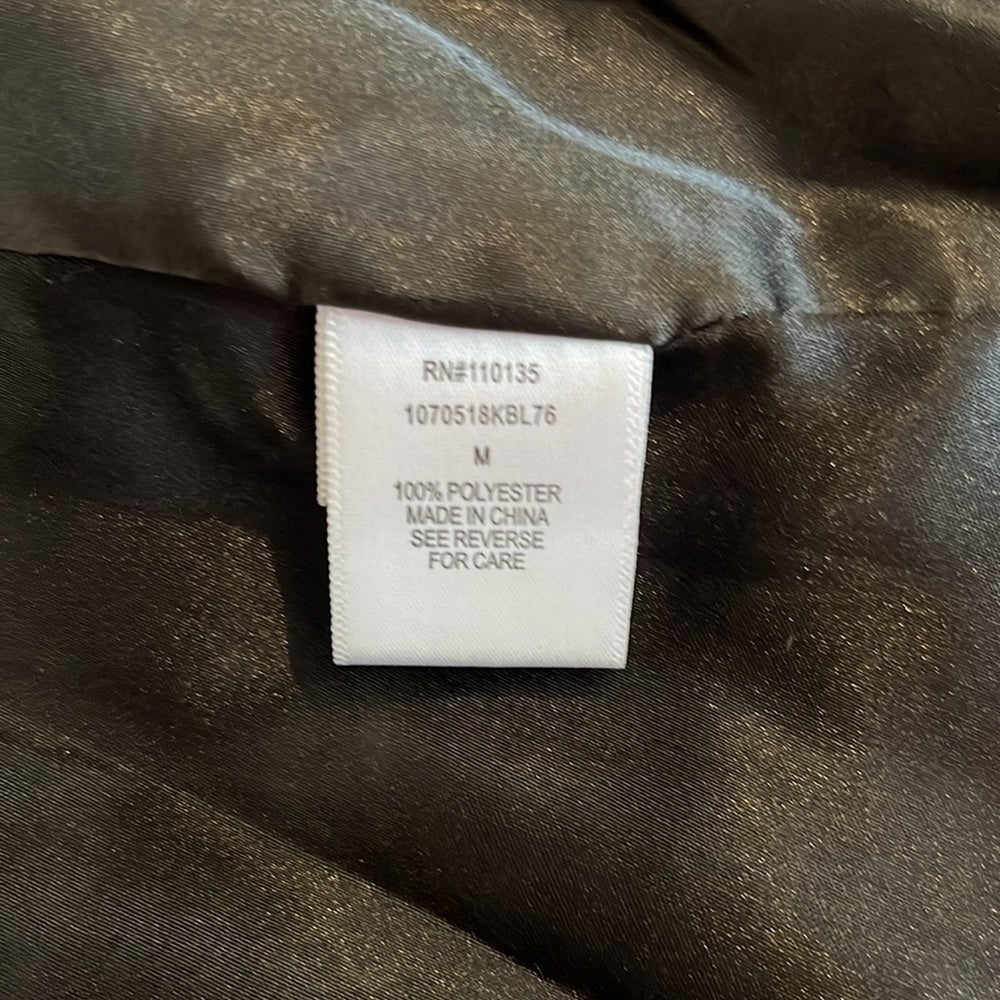 RN#110135
1070518KBL76
M
100% POLYESTER
MADE IN CHINA
SEE REVERSE
FOR CARE